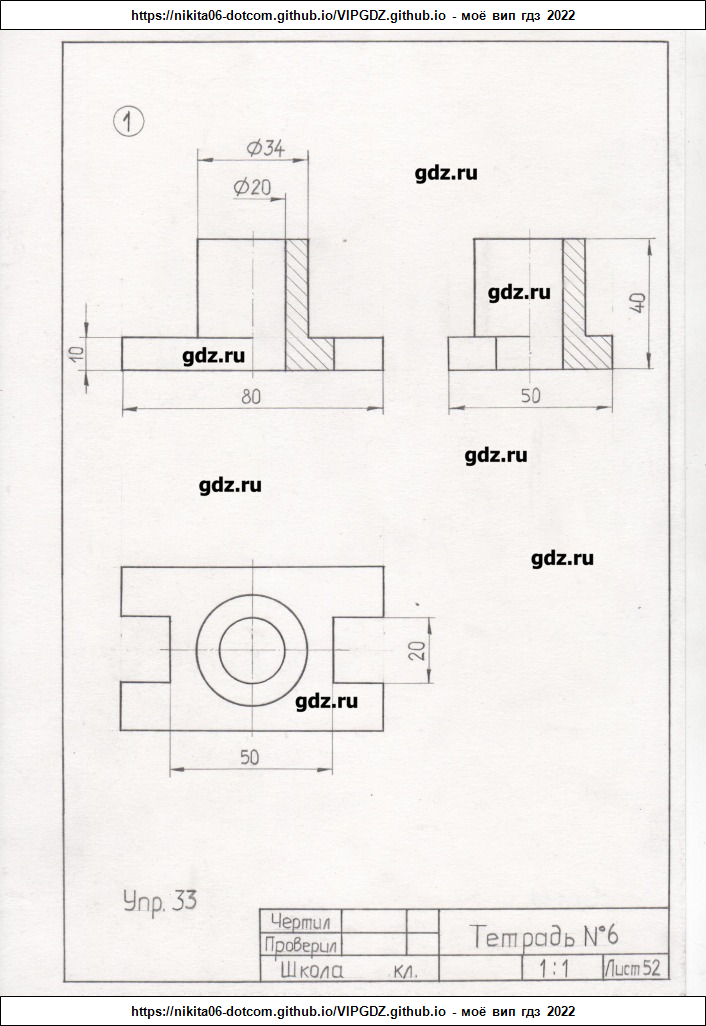 https://nikita06-dotcom.github.io/VIPGDZ.github.io - моё вип гдз 2022
1
Ø34
gdz.ru
Ø20
gdz.ru
40
10
gdz.ru
80
50
gdz.ru
gdz.ru
gdz.ru
20
gdz.ru
50
Упр. 33
Чертил
Проверил
Тетрадь №6
Школа кл.
1:1
Лист 52
https://nikita06-dotcom.github.io/VIPGDZ.github.io - моё вип гдз 2022